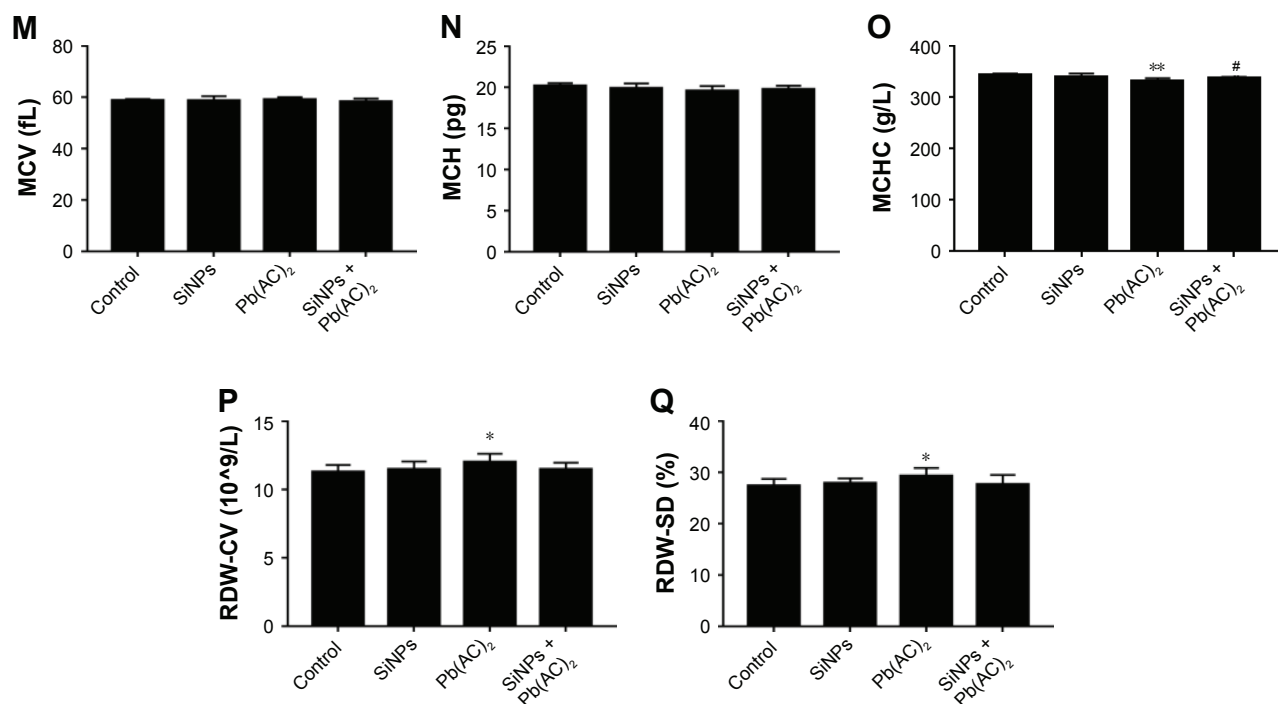 M
MCV (fL)
80
60
40
20
0
Control
SiNPs
Pb(AC)₂
SiNPs +
Pb(AC)₂
N
MCH (pg)
25
20
15
10
5
0
Control
SiNPs
Pb(AC)₂
SiNPs +
Pb(AC)₂
O
MCHC (g/L)
400
300
200
100
0
**
#
Control
SiNPs
Pb(AC)₂
SiNPs +
Pb(AC)₂
P
RDW-CV (10^9/L)
15
10
5
0
*
Control
SiNPs
Pb(AC)₂
SiNPs +
Pb(AC)₂
Q
RDW-SD (%)
40
30
20
10
0
*
Control
SiNPs
Pb(AC)₂
SiNPs +
Pb(AC)₂